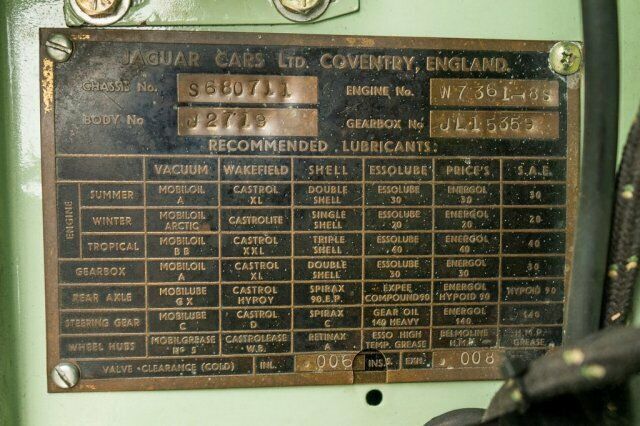 JAGUAR CARS LTD. COVENTRY, ENGLAND.
CHASSIS No. S680711 ENGINE No. W7361-8S
BODY No J2719 GEARBOX No JL15355
RECOMMENDED LUBRICANTS:
VACUUM WAKEFIELD SHELL ESSOLUBE PRICE'S S.A.E.
ENGINE
SUMMER MOBILOIL A CASTROL XL DOUBLE SHELL ESSOLUBE 30 ENERGOL 30 30
WINTER MOBILOIL ARCTIC CASTROLITE SINGLE SHELL ESSOLUBE 20 ENERGOL 20 20
TROPICAL MOBILOIL BB CASTROL XXL TRIPLE SHELL ESSOLUBE 40 ENERGOL 40 40
GEARBOX MOBILOIL A CASTROL XL DOUBLE SHELL ESSOLUBE 30 ENERGOL 30 30
REAR AXLE MOBILUBE GX CASTROL HYPOY SPIRAX 90.E.P. EXPEE COMPOUND90 ENERGOL HYPOID 90 HYPOID 90
STEERING GEAR MOBILUBE C CASTROL D SPIRAX C GEAR OIL 140 HEAVY ENERGOL 140 140
WHEEL HUBS MOBILGREASE No 5 CASTROLEASE W.B. RETINAX A ESSO HIGH TEMP. GREASE BELMOLINE H.M.P. GREASE
VALVE CLEARANCE (COLD) INL. .006 INS. EXH. .008